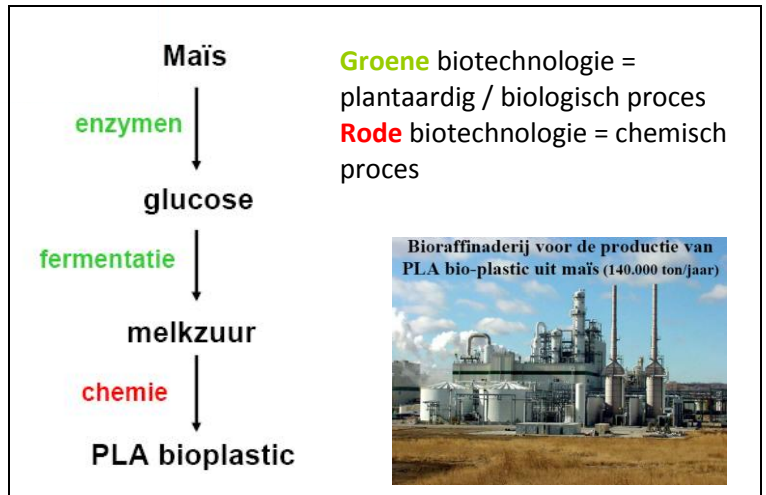 Maïs
enzymen
glucose
fermentatie
melkzuur
chemie
PLA bioplastic
Groene biotechnologie =
plantaardig / biologisch proces
Rode biotechnologie = chemisch
proces
Bioraffinaderij voor de productie van
PLA bio-plastic uit maïs (140.000 ton/jaar)